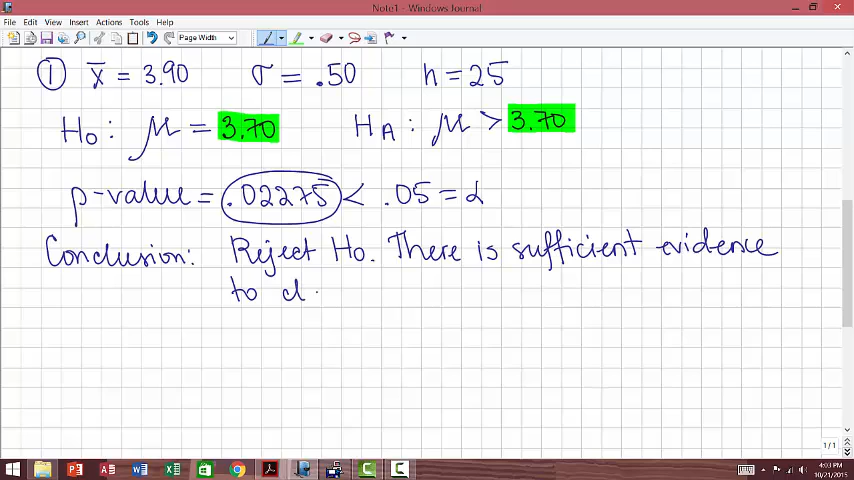 Note1 - Windows Journal
File Edit View Insert Actions Tools Help
Page Width
① x̅ = 3.90 σ = .50 n = 25
Ho: μ = 3.70 HA: μ > 3.70
p-value = .02275 < .05 = α
Conclusion: Reject Ho. There is sufficient evidence
to d
1/1
4:03 PM
10/21/2015